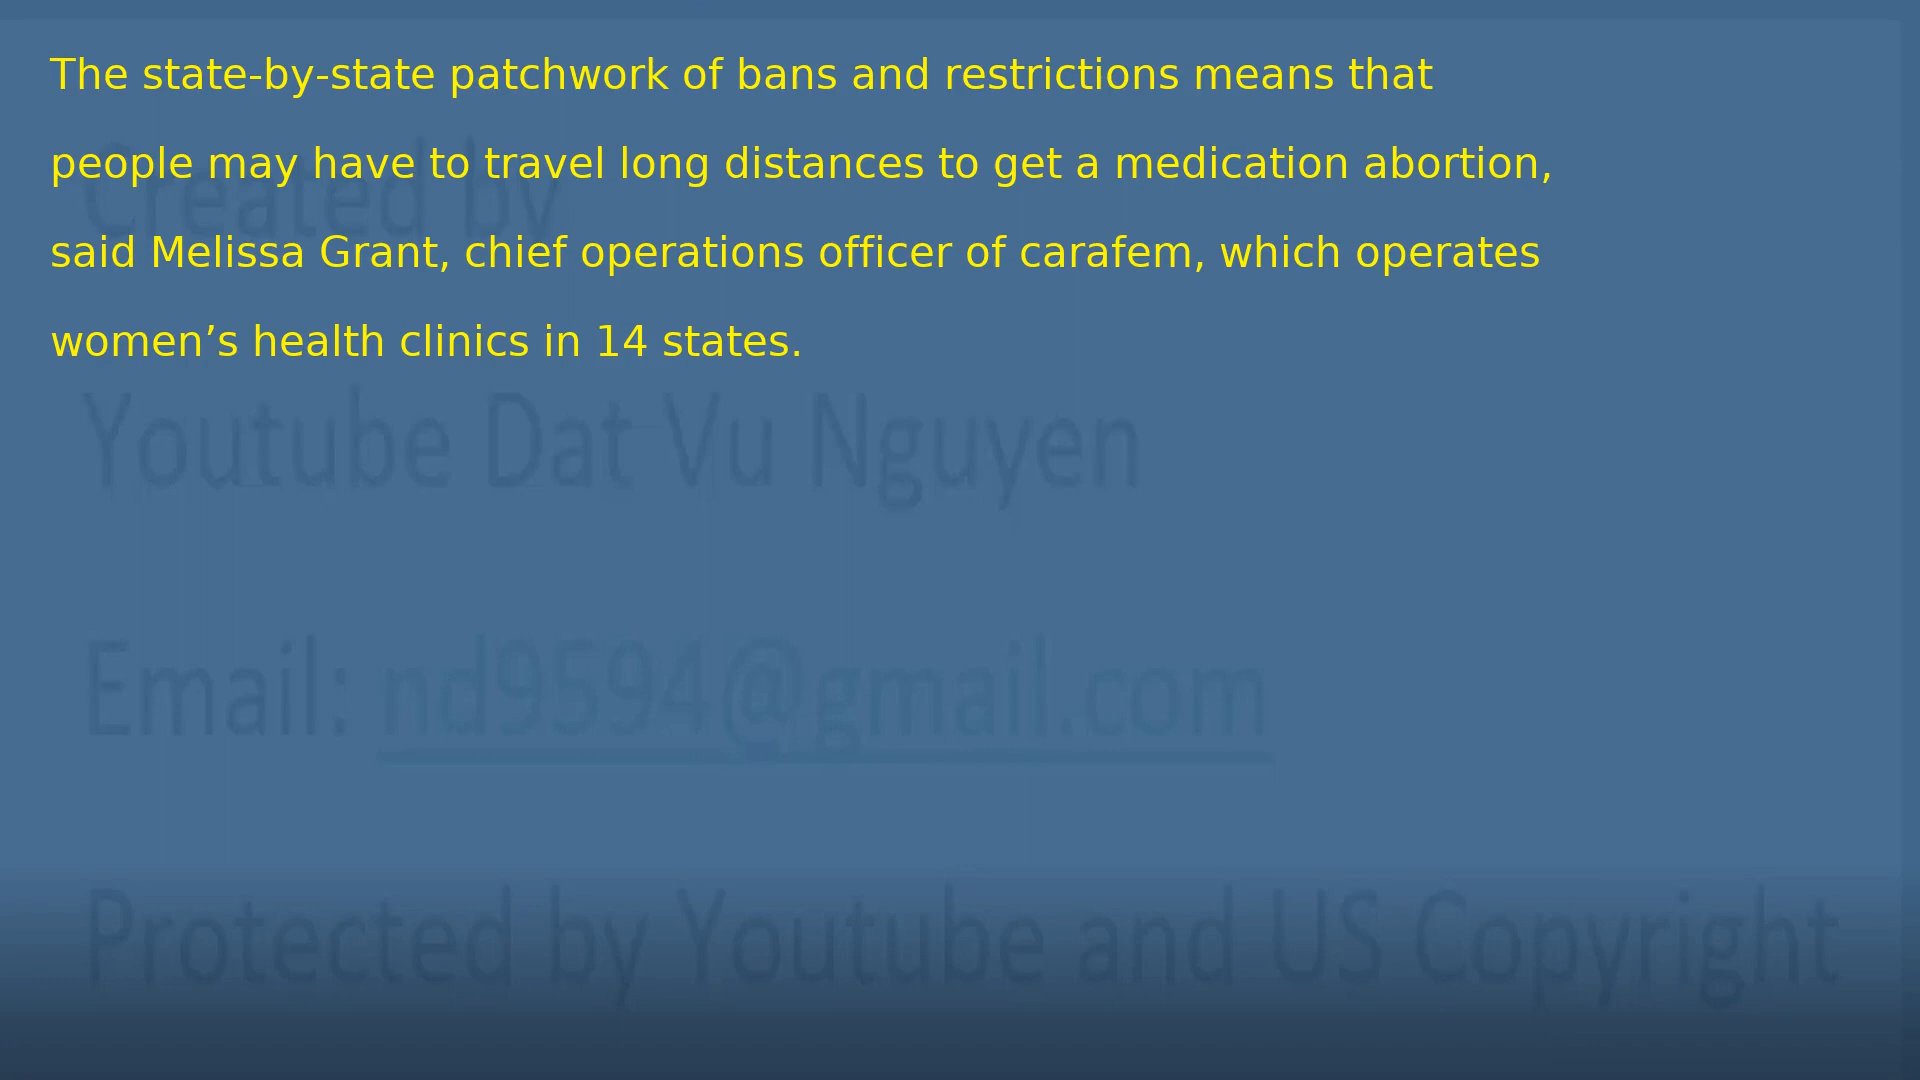 The state-by-state patchwork of bans and restrictions means that
people may have to travel long distances to get a medication abortion,
Created by
said Melissa Grant, chief operations officer of carafem, which operates
women’s health clinics in 14 states.
Youtube Dat Vu Nguyen
Email: nd9594@gmail.com
Protected by Youtube and US Copyright